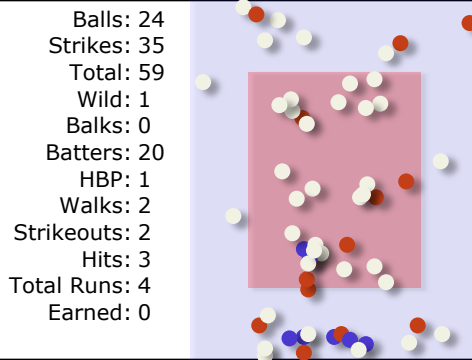 Balls: 24
Strikes: 35
Total: 59
Wild: 1
Balks: 0
Batters: 20
HBP: 1
Walks: 2
Strikeouts: 2
Hits: 3
Total Runs: 4
Earned: 0